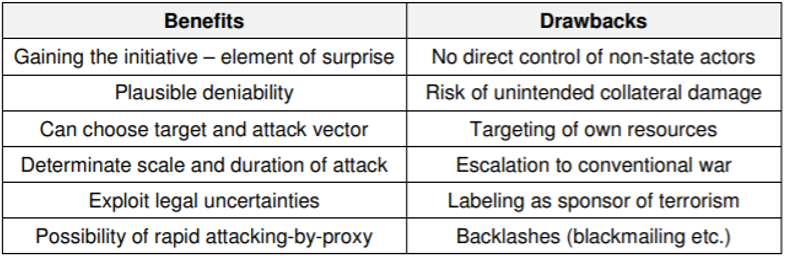 Benefits Drawbacks
Gaining the initiative – element of surprise No direct control of non-state actors
Plausible deniability Risk of unintended collateral damage
Can choose target and attack vector Targeting of own resources
Determinate scale and duration of attack Escalation to conventional war
Exploit legal uncertainties Labeling as sponsor of terrorism
Possibility of rapid attacking-by-proxy Backlashes (blackmailing etc.)